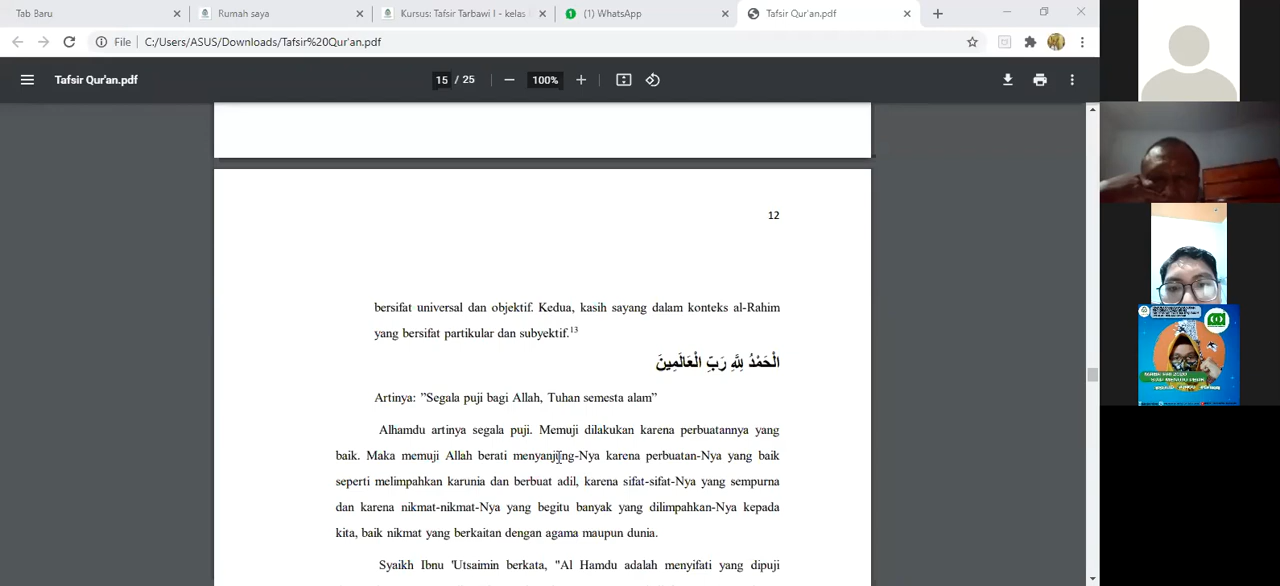 Tab Baru
Rumah saya
Kursus: Tafsir Tarbawi I - kelas
(1) WhatsApp
Tafsir Qur'an.pdf
File C:/Users/ASUS/Downloads/Tafsir%20Qur'an.pdf
Tafsir Qur'an.pdf
15 / 25
100%
12
bersifat universal dan objektif. Kedua, kasih sayang dalam konteks al-Rahim
yang bersifat partikular dan subyektif.13
الْحَمْدُ لِلَّهِ رَبِّ الْعَالَمِينَ
Artinya: ”Segala puji bagi Allah, Tuhan semesta alam”
Alhamdu artinya segala puji. Memuji dilakukan karena perbuatannya yang
baik. Maka memuji Allah berati menyanjung-Nya karena perbuatan-Nya yang baik
seperti melimpahkan karunia dan berbuat adil, karena sifat-sifat-Nya yang sempurna
dan karena nikmat-nikmat-Nya yang begitu banyak yang dilimpahkan-Nya kepada
kita, baik nikmat yang berkaitan dengan agama maupun dunia.
Syaikh Ibnu 'Utsaimin berkata, "Al Hamdu adalah menyifati yang dipuji